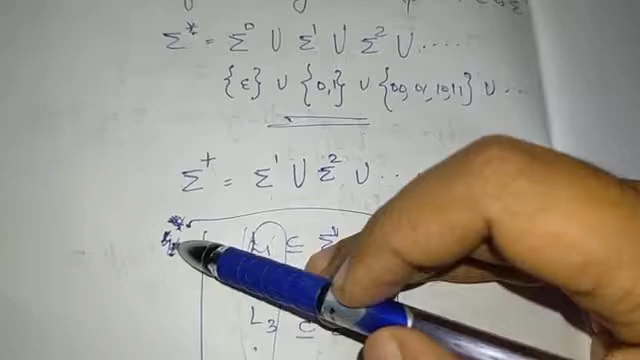 Σ* = Σ⁰ ∪ Σ¹ ∪ Σ² ∪ ....
{ε} ∪ {0,1} ∪ {00,01,10,11} ∪ ...
Σ⁺ = Σ¹ ∪ Σ² ∪ ...
L₁ ⊆ Σ*
L₃ ⊆